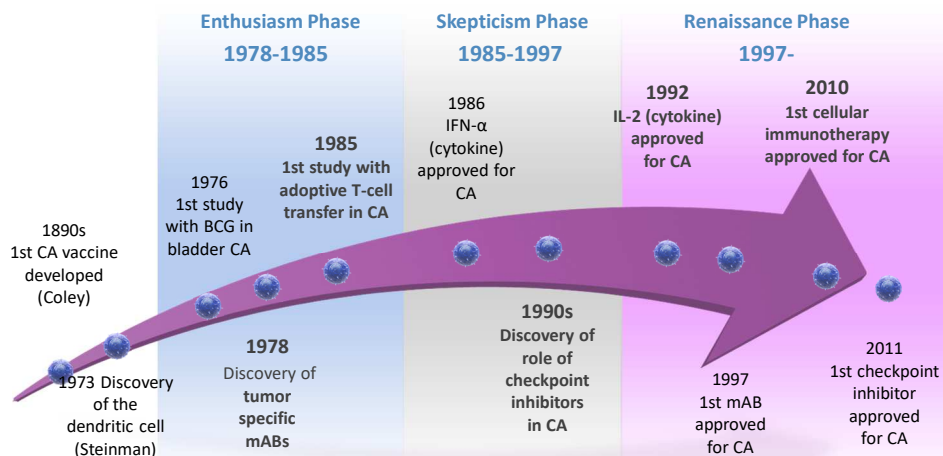 Enthusiasm Phase
1978-1985
Skepticism Phase
1985-1997
Renaissance Phase
1997-
1890s
1st CA vaccine
developed
(Coley)
1973 Discovery
of the
dendritic cell
(Steinman)
1976
1st study
with BCG in
bladder CA
1978
Discovery of
tumor
specific
mABs
1985
1st study with
adoptive T-cell
transfer in CA
1986
IFN-α
(cytokine)
approved for
CA
1990s
Discovery of
role of
checkpoint
inhibitors
in CA
1992
IL-2 (cytokine)
approved
for CA
1997
1st mAB
approved
for CA
2010
1st cellular
immunotherapy
approved for CA
2011
1st checkpoint
inhibitor
approved
for CA